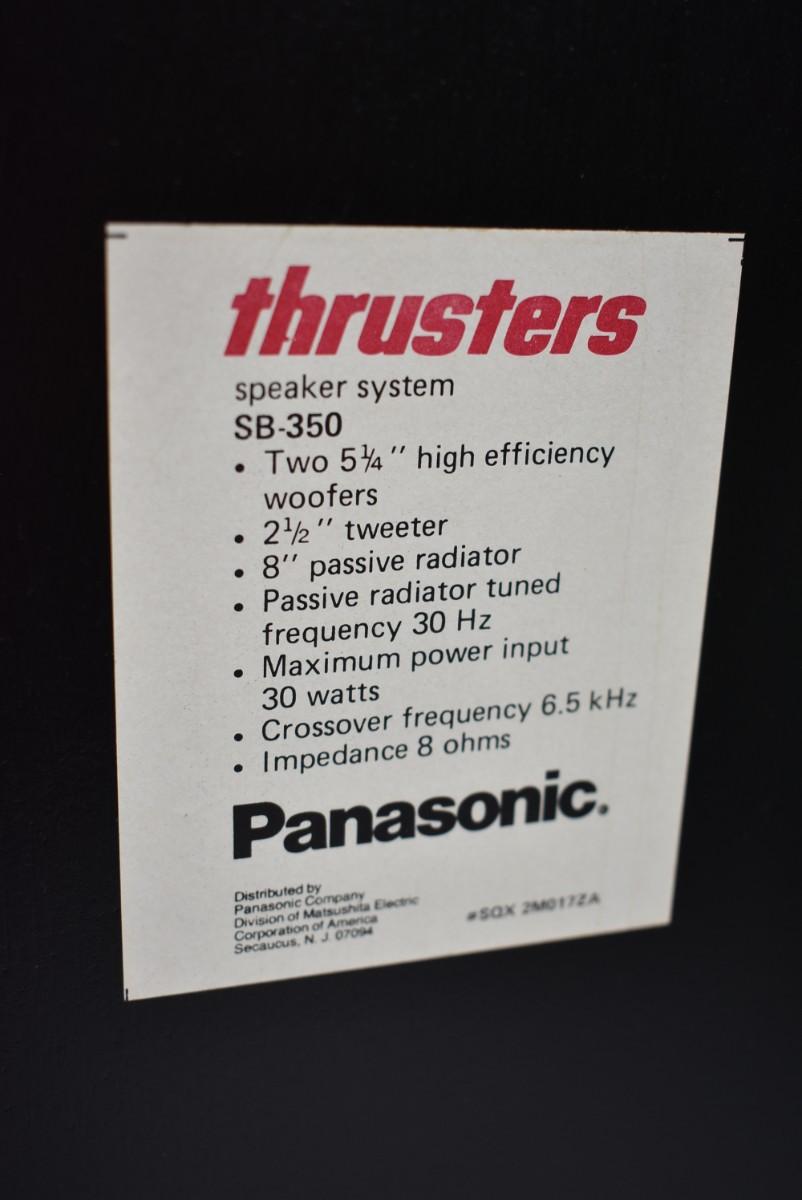 thrusters
speaker system
SB-350
• Two 5¼" high efficiency
woofers
• 2½" tweeter
• 8" passive radiator
• Passive radiator tuned
frequency 30 Hz
• Maximum power input
30 watts
• Crossover frequency 6.5 kHz
• Impedance 8 ohms
Panasonic.
Distributed by
Panasonic Company
Division of Matsushita Electric
Corporation of America
Secaucus, N. J. 07094
#SQX 2M017ZA